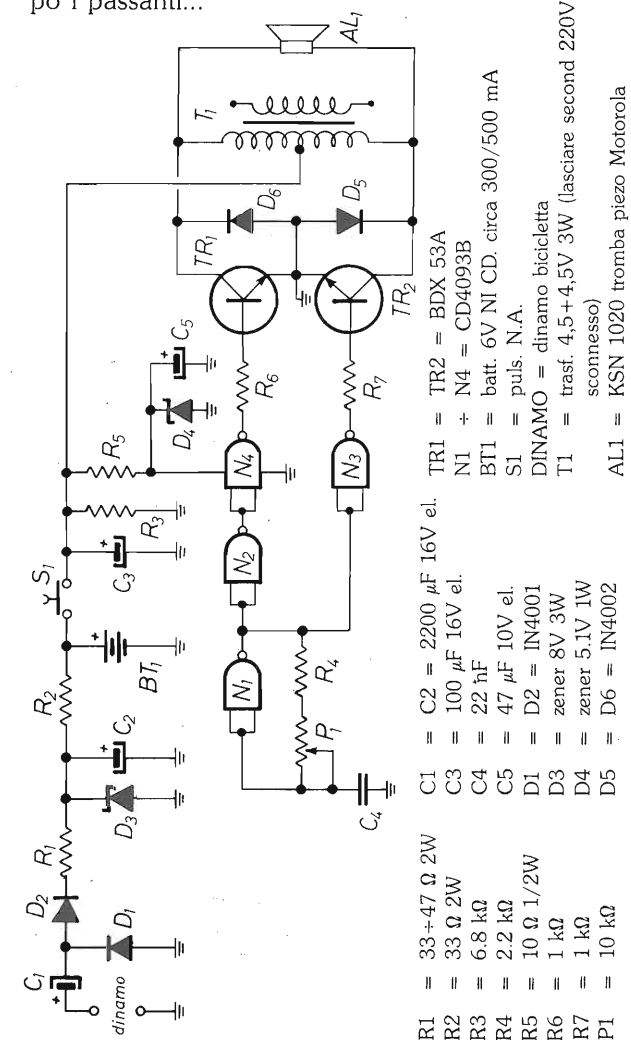 po i passanti...
dinamo
C1
+
D1
D2
R1
D3
C2
+
R2
BT1
+
S1
C3
+
R3
R5
D4
C5
+
C4
P1
R4
N1
N2
N4
N3
R6
R7
TR1
TR2
D6
D5
T1
AL1
R1 = 33÷47 Ω 2W
R2 = 33 Ω 2W
R3 = 6.8 kΩ
R4 = 2.2 kΩ
R5 = 10 Ω 1/2W
R6 = 1 kΩ
R7 = 1 kΩ
P1 = 10 kΩ
C1 = C2 = 2200 µF 16V el.
C3 = 100 µF 16V el.
C4 = 22 nF
C5 = 47 µF 10V el.
D1 = D2 = IN4001
D3 = zener 8V 3W
D4 = zener 5.1V 1W
D5 = D6 = IN4002
TR1 = TR2 = BDX 53A
N1 ÷ N4 = CD4093B
BT1 = batt. 6V NI CD. circa 300/500 mA
S1 = puls. N.A.
DINAMO = dinamo bicicletta
T1 = trasf. 4,5+4,5V 3W (lasciare second 220V
sconnesso)
AL1 = KSN 1020 tromba piezo Motorola